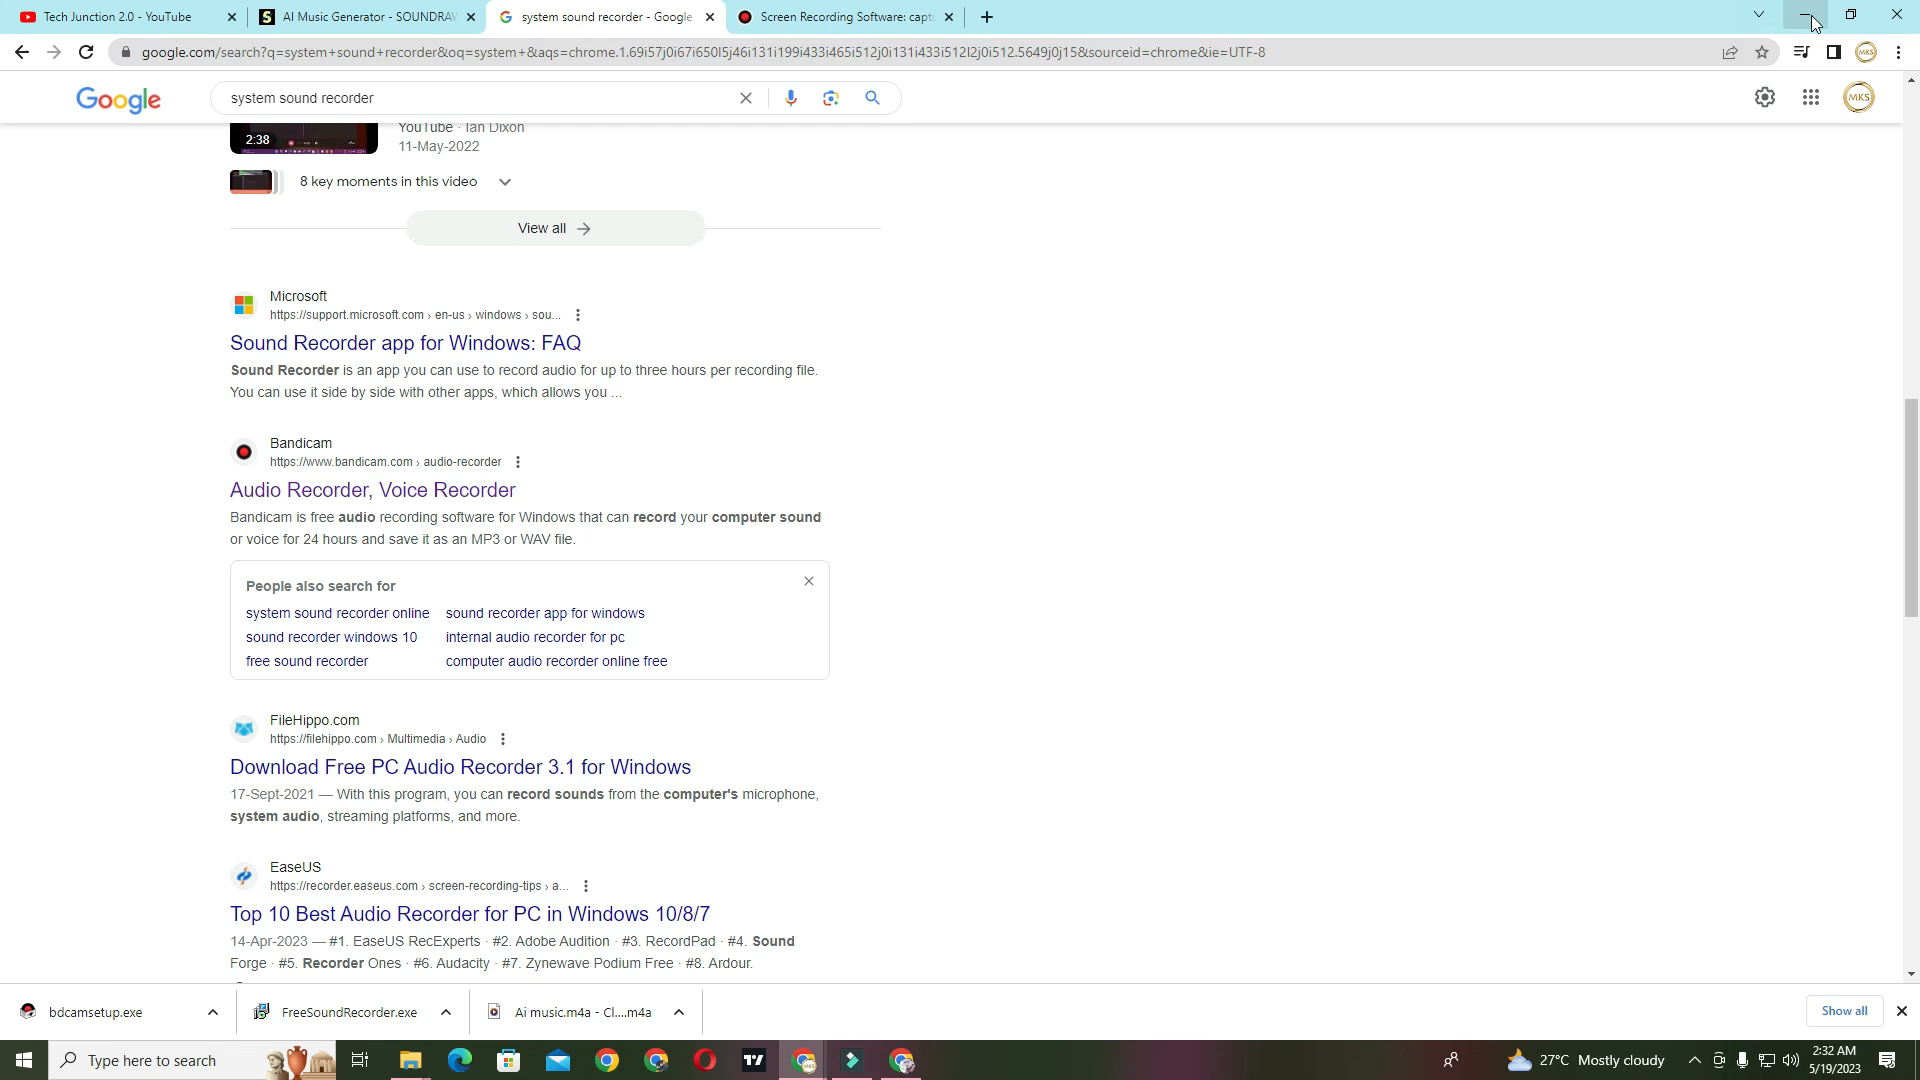 Tech Junction 2.0 - YouTube
AI Music Generator - SOUNDRAW
system sound recorder - Google
Screen Recording Software: captu
google.com/search?q=system+sound+recorder&oq=system+&aqs=chrome.1.69i57j0i67i650l5j46i131i199i433i465i512j0i131i433i512l2j0i512.5649j0j15&sourceid=chrome&ie=UTF-8
MKS
Google
system sound recorder
MKS
2:38
YouTube · Ian Dixon
11-May-2022
8 key moments in this video
View all
Microsoft
https://support.microsoft.com › en-us › windows › sou...
Sound Recorder app for Windows: FAQ
Sound Recorder is an app you can use to record audio for up to three hours per recording file.
You can use it side by side with other apps, which allows you ...
Bandicam
https://www.bandicam.com › audio-recorder
Audio Recorder, Voice Recorder
Bandicam is free audio recording software for Windows that can record your computer sound
or voice for 24 hours and save it as an MP3 or WAV file.
People also search for
system sound recorder online
sound recorder app for windows
sound recorder windows 10
internal audio recorder for pc
free sound recorder
computer audio recorder online free
FileHippo.com
https://filehippo.com › Multimedia › Audio
Download Free PC Audio Recorder 3.1 for Windows
17-Sept-2021 — With this program, you can record sounds from the computer's microphone,
system audio, streaming platforms, and more.
EaseUS
https://recorder.easeus.com › screen-recording-tips › a...
Top 10 Best Audio Recorder for PC in Windows 10/8/7
14-Apr-2023 — #1. EaseUS RecExperts · #2. Adobe Audition · #3. RecordPad · #4. Sound
Forge · #5. Recorder Ones · #6. Audacity · #7. Zynewave Podium Free · #8. Ardour.
bdcamsetup.exe
FreeSoundRecorder.exe
Ai music.m4a - Cl....m4a
Show all
Type here to search
27°C Mostly cloudy
2:32 AM
5/19/2023